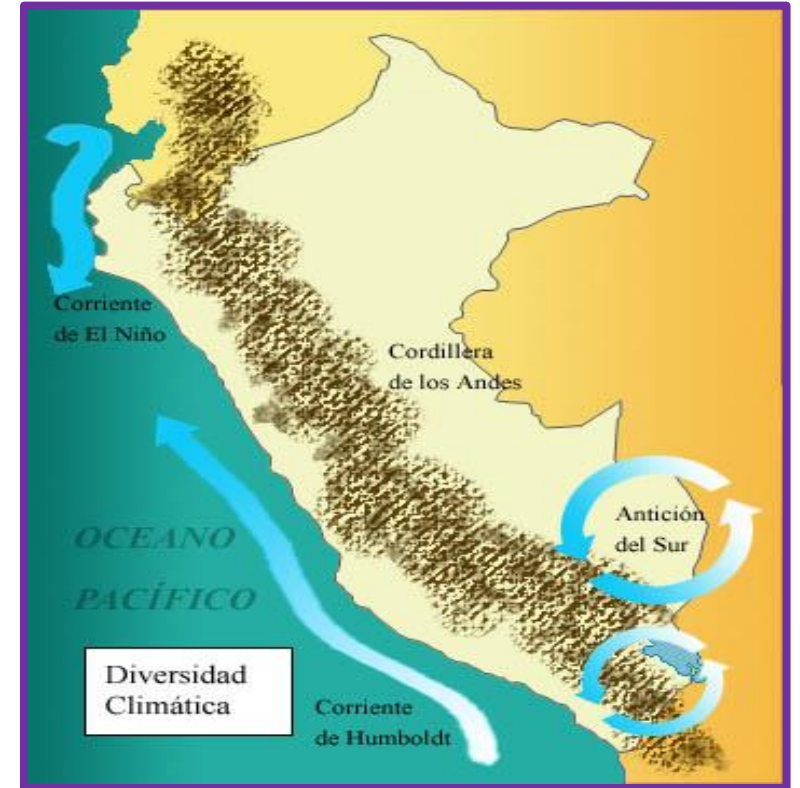 Corriente
de El Niño
Cordillera
de los Andes
Antición
del Sur
OCEANO
PACÍFICO
Diversidad
Climática
Corriente
de Humboldt